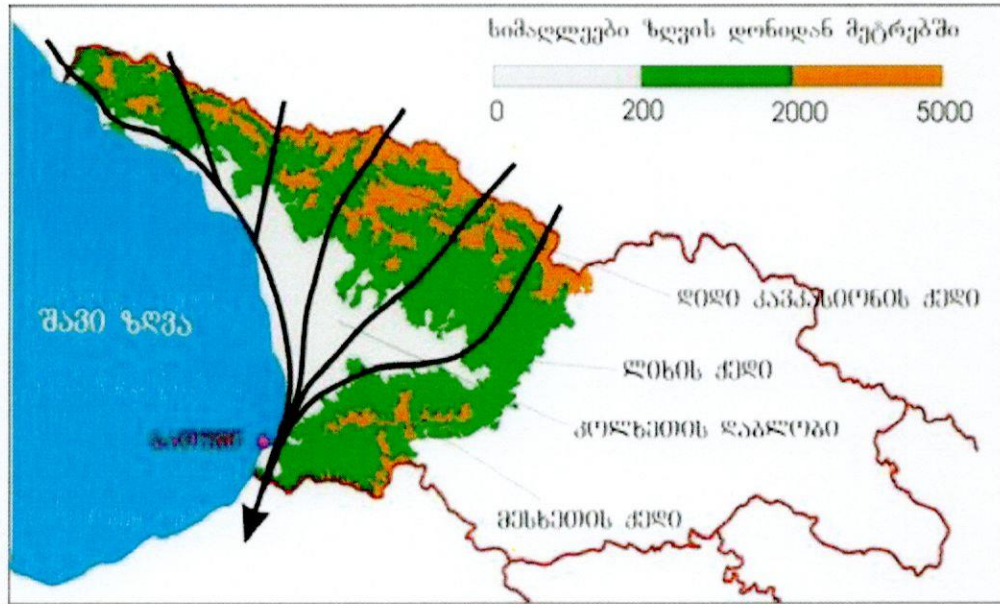 სიმაღლეები ზღვის დონიდან მეტრებში
0 200 2000 5000
დიდი კავკასიონის ქედი
შავი ზღვა
ლიხის ქედი
კოლხეთის დაბლობი
ბათუმი
მესხეთის ქედი